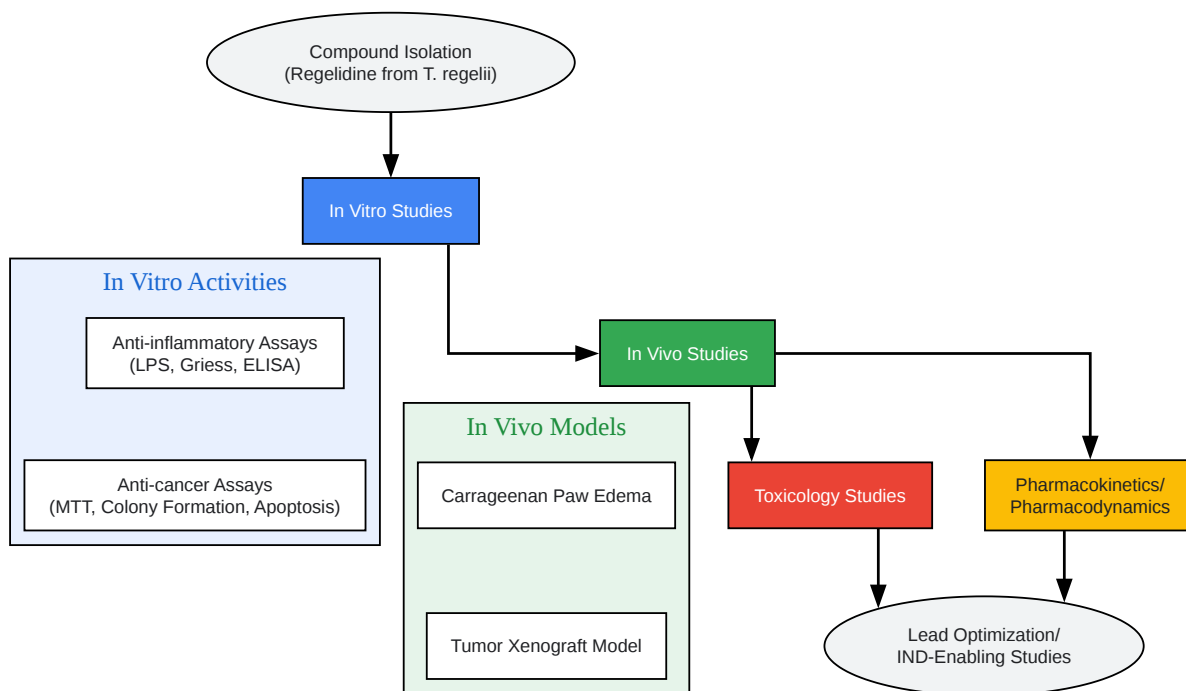 Compound Isolation
(Regelidine from T. regelii)
In Vitro Studies
In Vitro Activities
Anti-inflammatory Assays
(LPS, Griess, ELISA)
Anti-cancer Assays
(MTT, Colony Formation, Apoptosis)
In Vivo Studies
In Vivo Models
Carrageenan Paw Edema
Tumor Xenograft Model
Toxicology Studies
Pharmacokinetics/
Pharmacodynamics
Lead Optimization/
IND-Enabling Studies